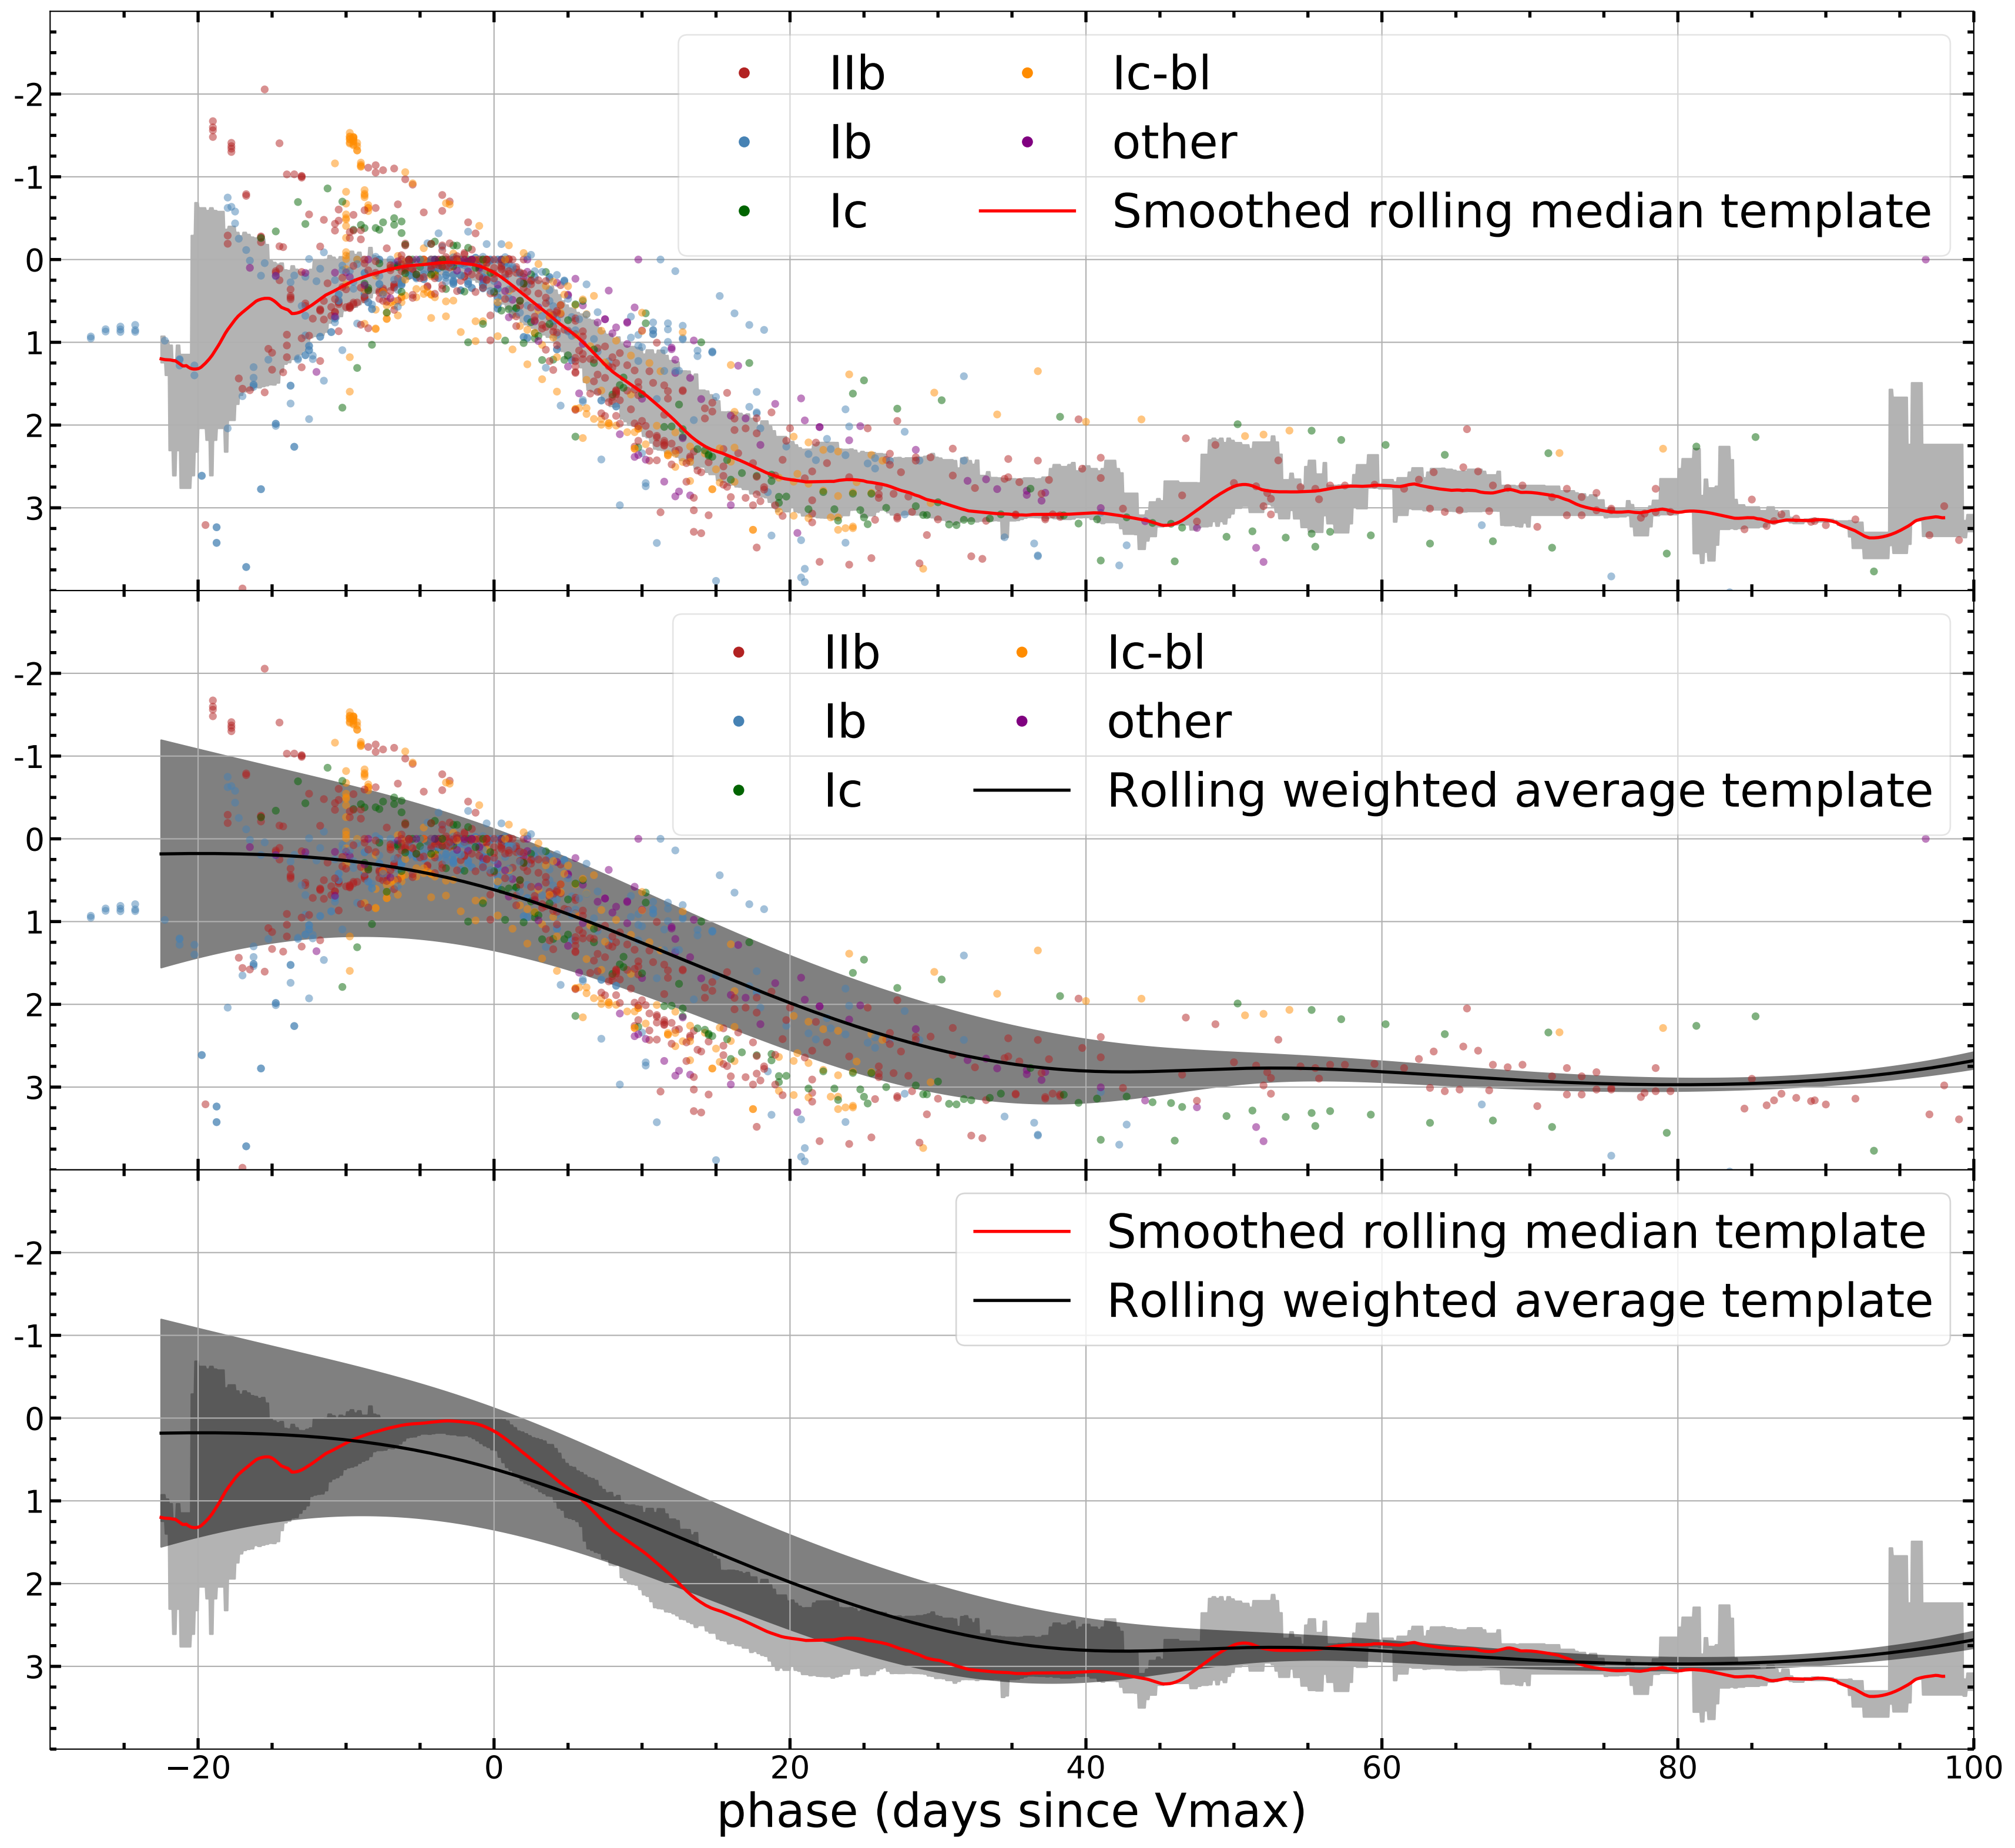 IIb Ic-bl
Ib other
Ic Smoothed rolling median template
-2
-1
0
1
2
3
IIb Ic-bl
Ib other
Ic Rolling weighted average template
-2
-1
0
1
2
3
Smoothed rolling median template
Rolling weighted average template
-2
-1
0
1
2
3
−20 0 20 40 60 80 100
phase (days since Vmax)